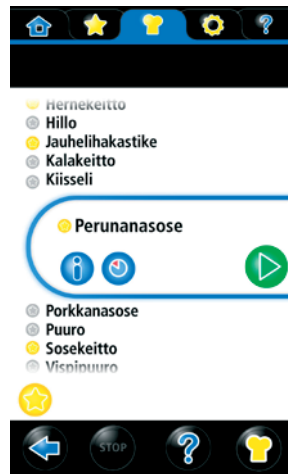 ?
Hernekeitto
Hillo
Jauhelihakastike
Kalakeitto
Kiisseli
Perunanasose
i
Porkkanasose
Puuro
Sosekeitto
Vispipuuro
STOP
?